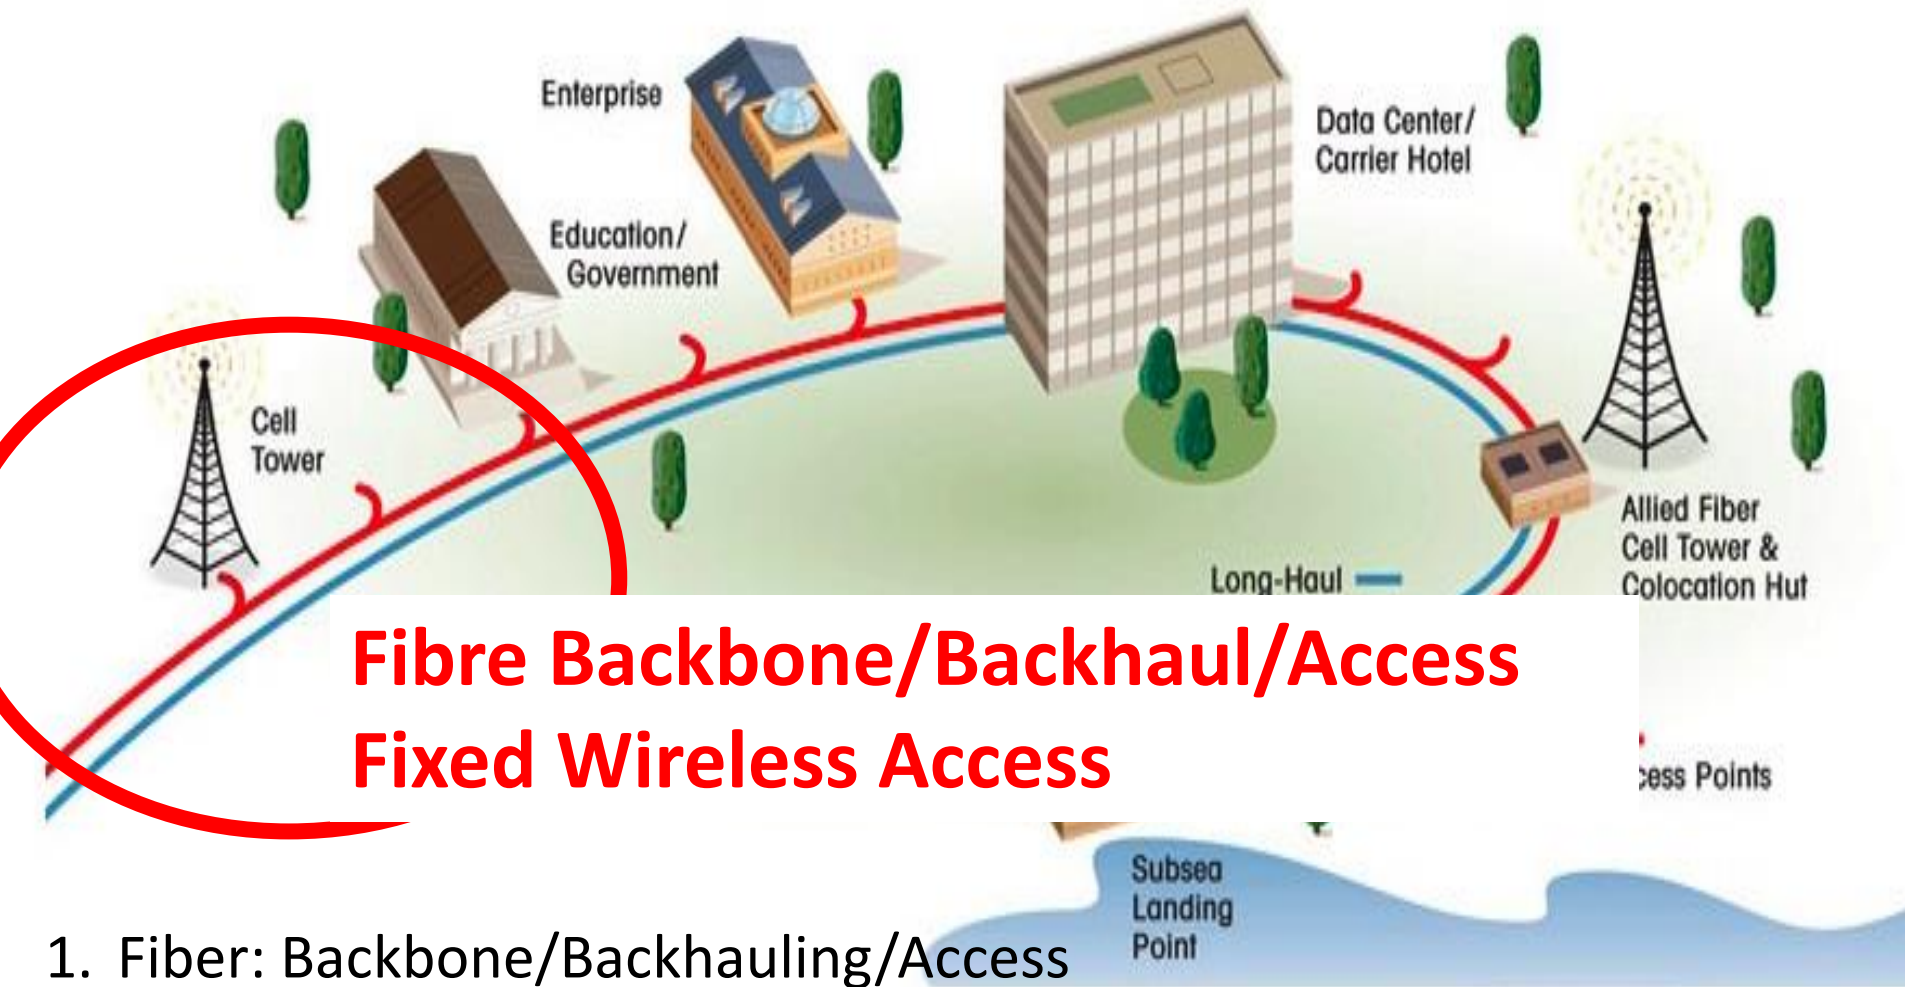 Enterprise
Data Center/
Carrier Hotel
Education/
Government
Cell
Tower
Allied Fiber
Cell Tower &
Colocation Hut
Long-Haul
Fibre Backbone/Backhaul/Access
Fixed Wireless Access
Points
Subsea
Landing
Point
1. Fiber: Backbone/Backhauling/Access